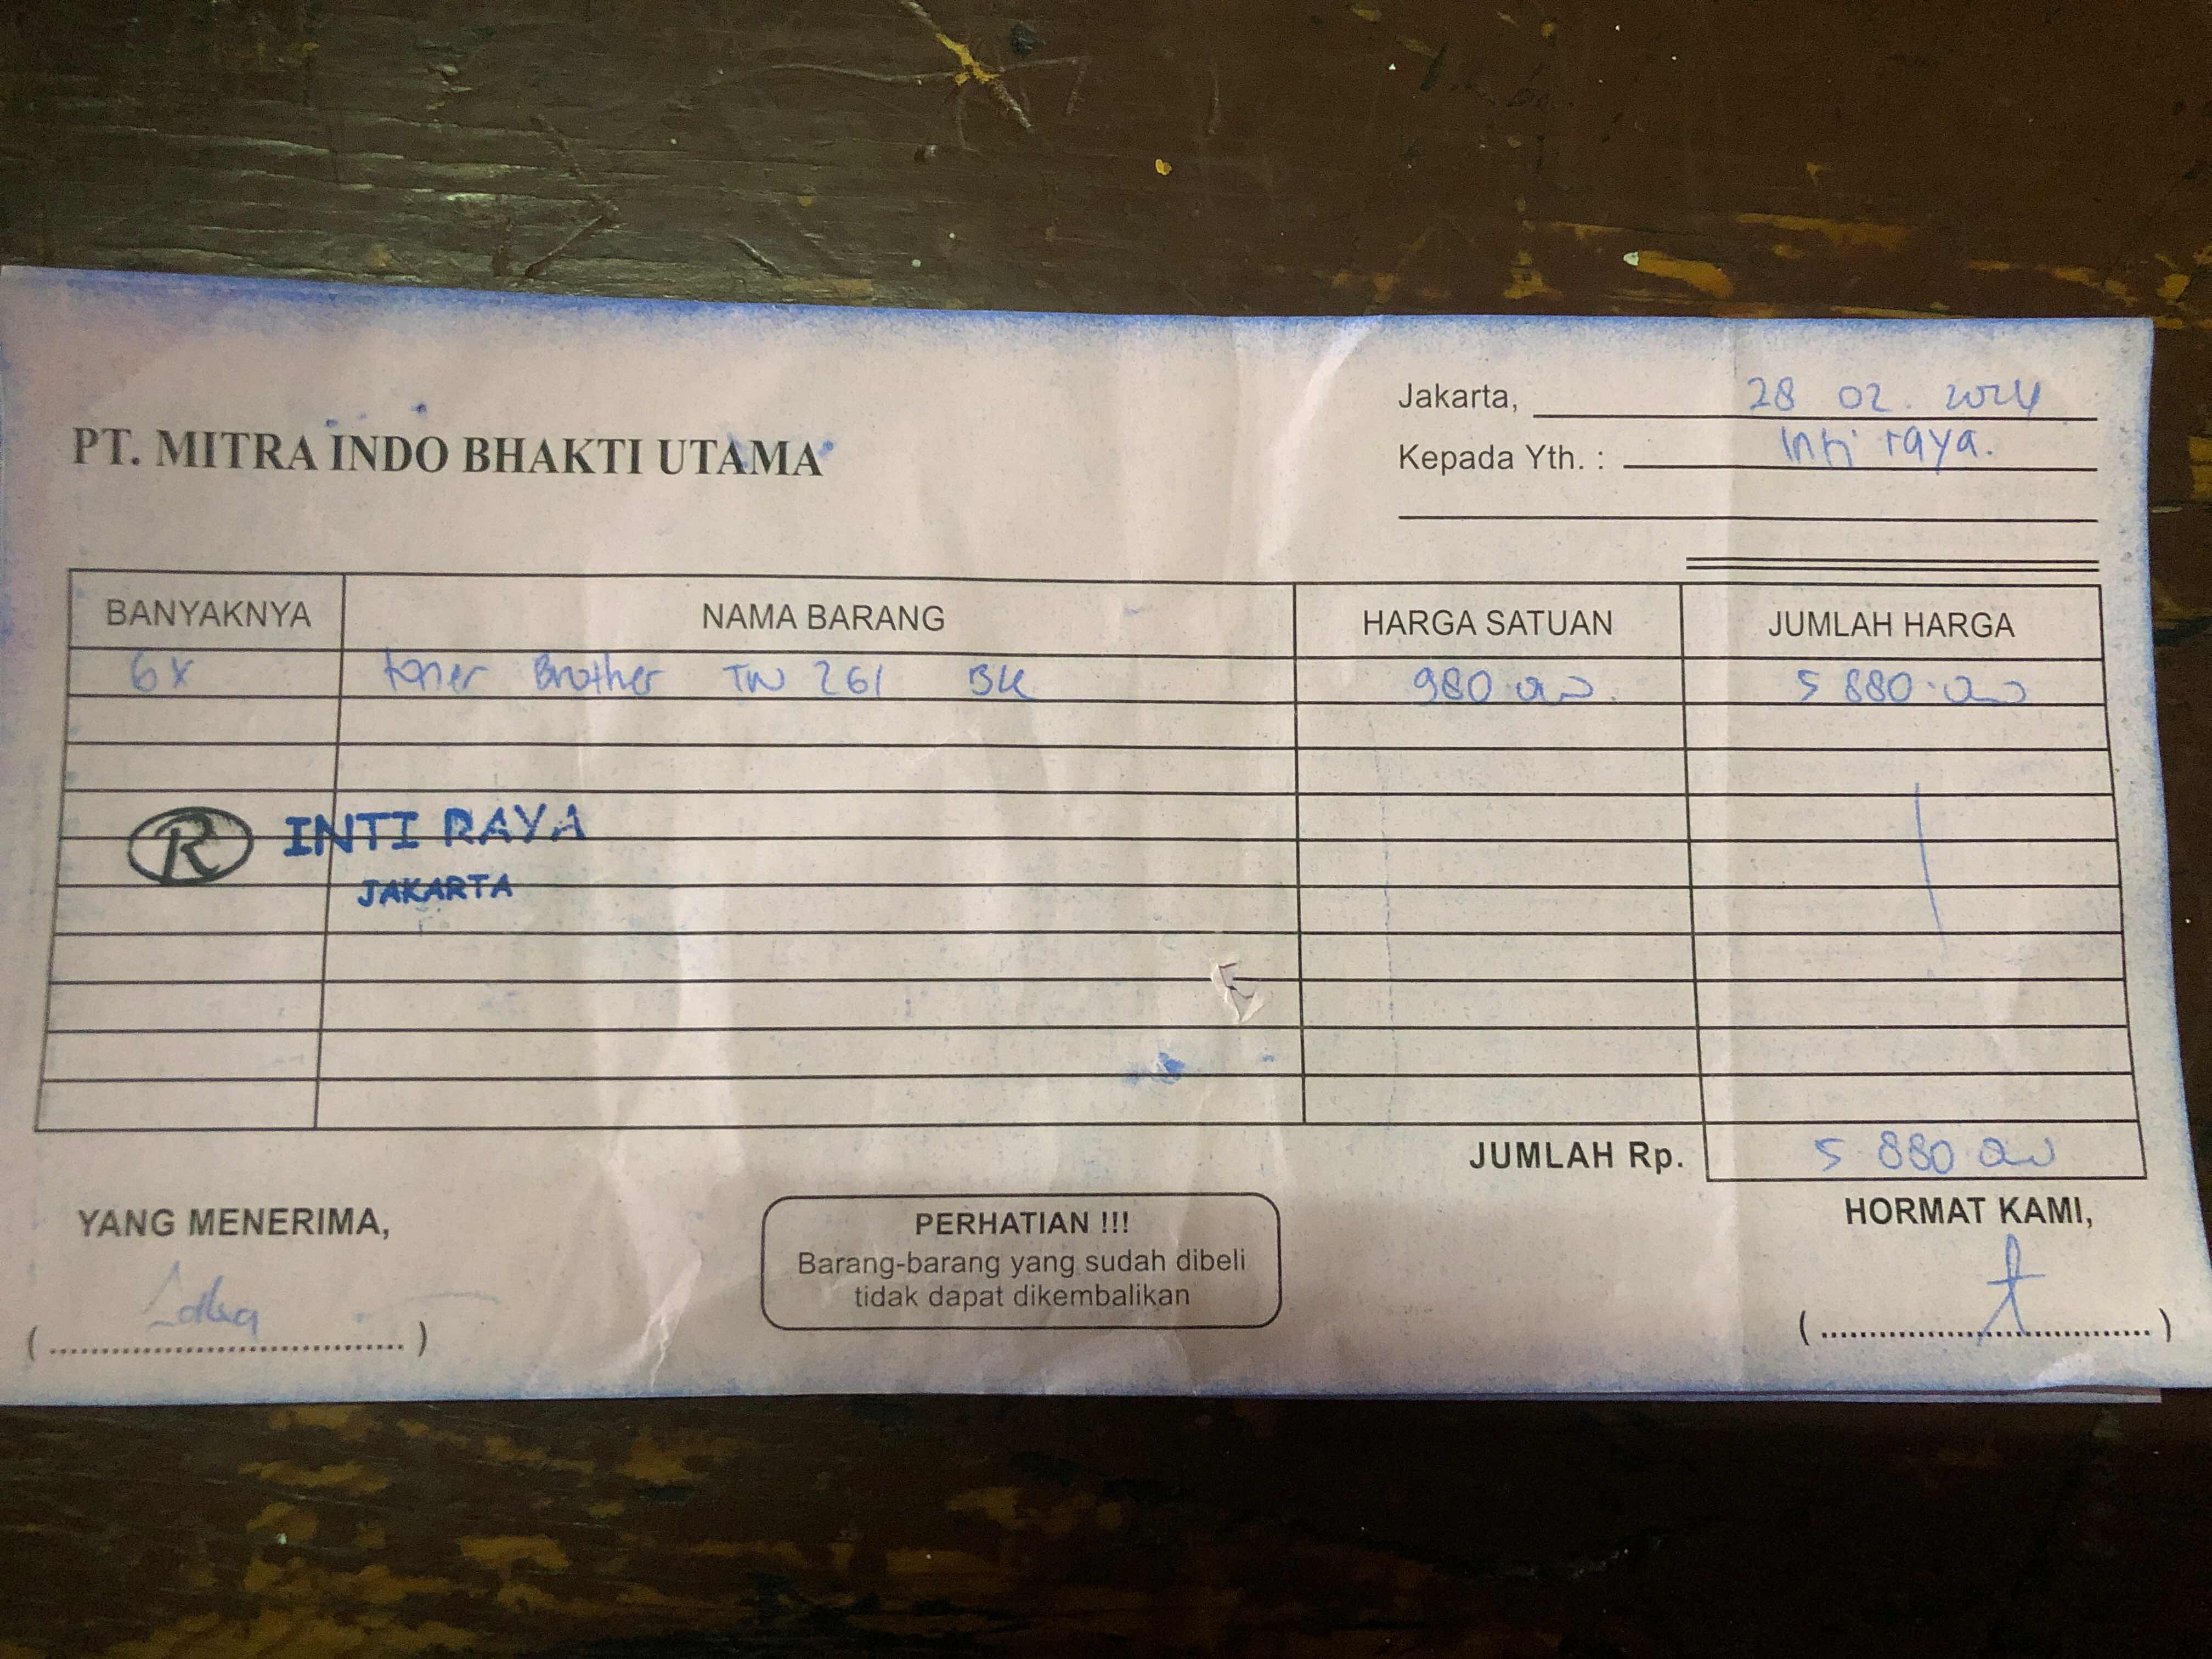 PT. MITRA INDO BHAKTI UTAMA
Jakarta, 28 02. 2024
Kepada Yth. : Inti raya.
BANYAKNYA NAMA BARANG HARGA SATUAN JUMLAH HARGA
6x toner Brother TN 261 BK 980.000. 5 880.000
R INTI RAYA
JAKARTA
JUMLAH Rp. 5 880 000
YANG MENERIMA,
PERHATIAN !!!
Barang-barang yang sudah dibeli
tidak dapat dikembalikan
HORMAT KAMI,
(....................................)
(....................................)